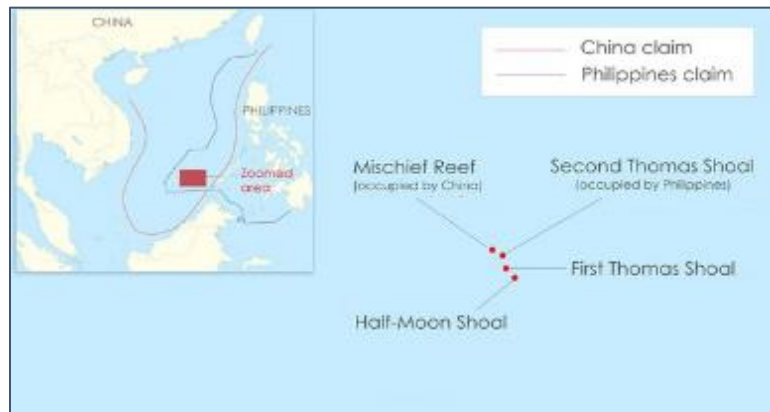 CHINA
PHILIPPINES
Zoomed
area
China claim
Philippines claim
Mischief Reef
(occupied by China)
Second Thomas Shoal
(occupied by Philippines)
First Thomas Shoal
Half-Moon Shoal